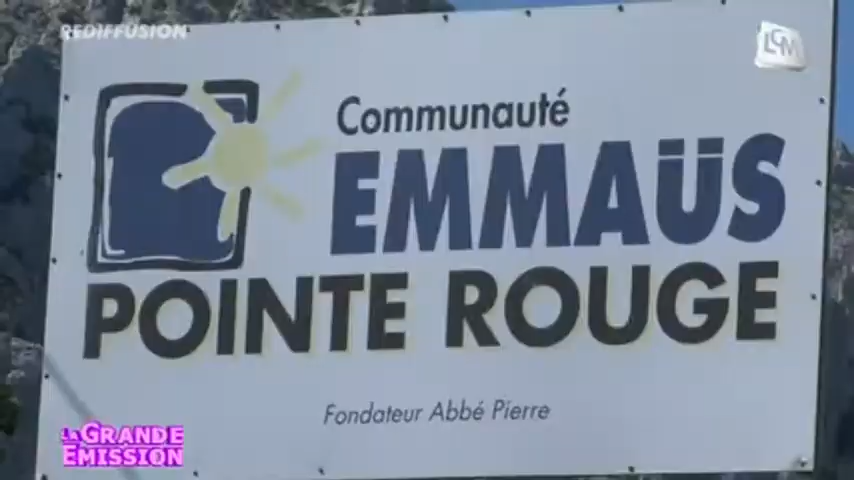 REDIFFUSION
LCM
Communauté
EMMAÜS
POINTE ROUGE
Fondateur Abbé Pierre
LA GRANDE
EMISSION